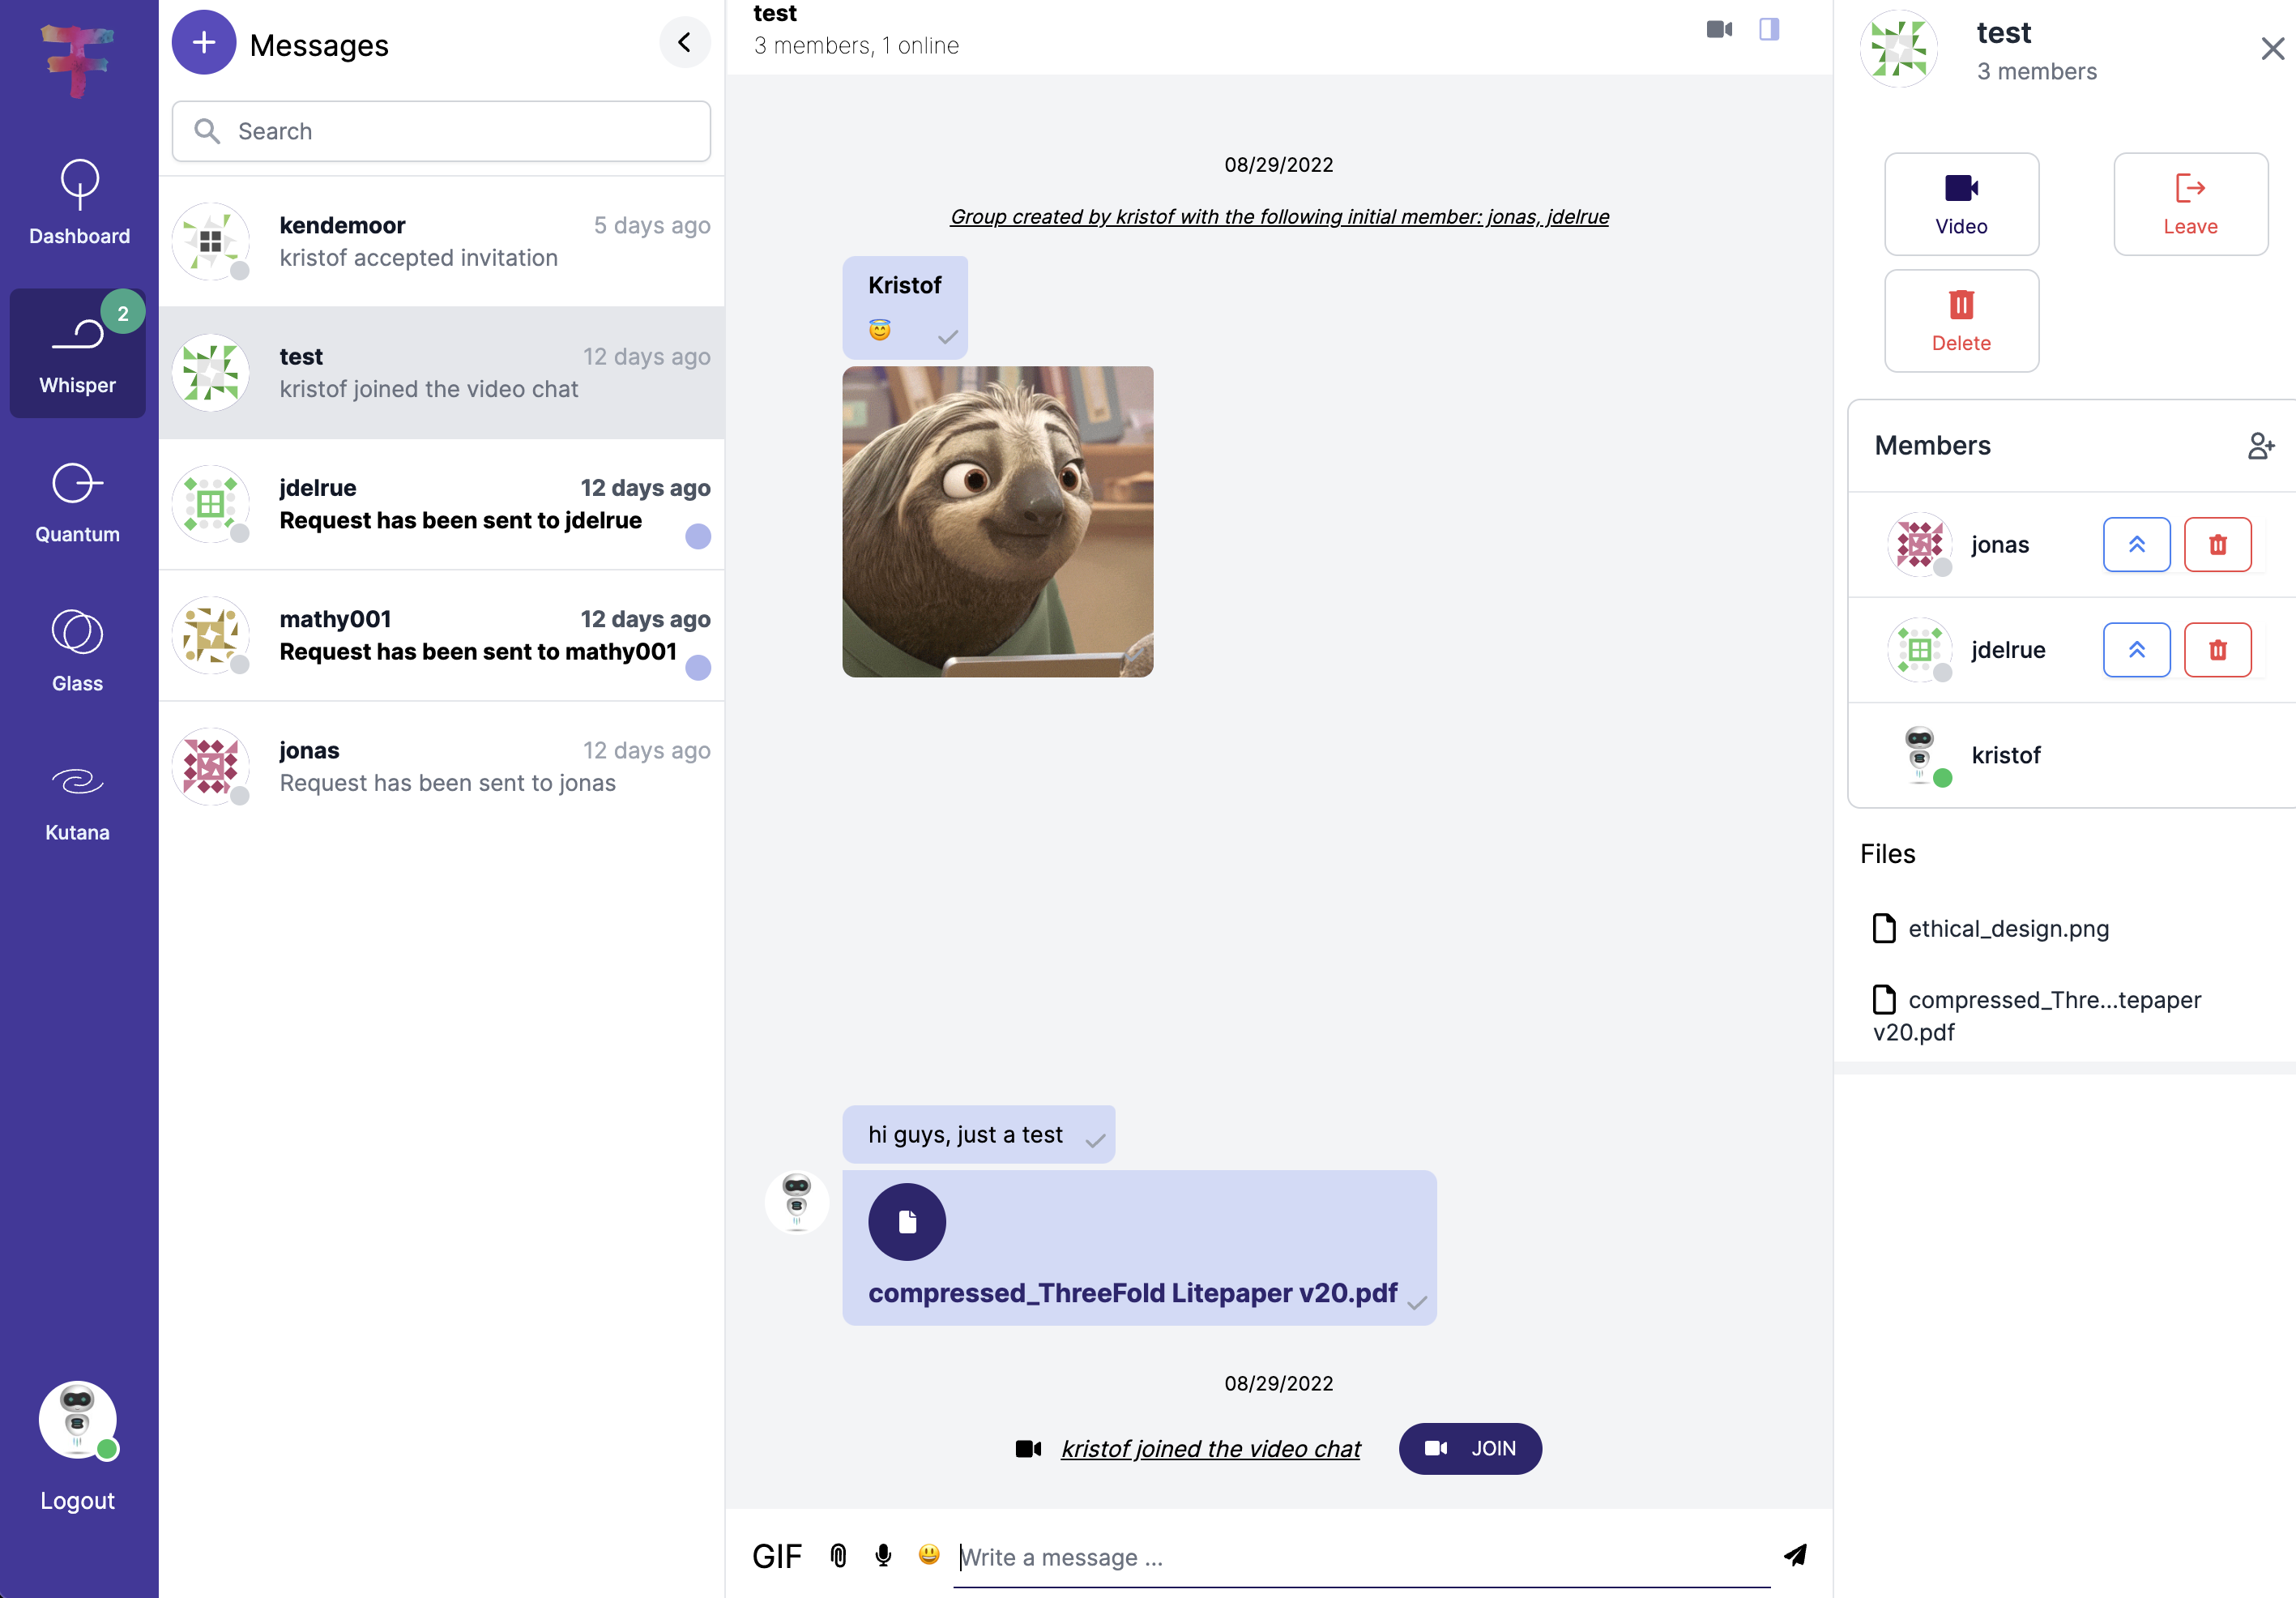 Dashboard
2
Whisper
Quantum
Glass
Kutana
Logout
Messages
Search
kendemoor 5 days ago
kristof accepted invitation
test 12 days ago
kristof joined the video chat
jdelrue 12 days ago
Request has been sent to jdelrue
mathy001 12 days ago
Request has been sent to mathy001
jonas 12 days ago
Request has been sent to jonas
test
3 members, 1 online
08/29/2022
Group created by kristof with the following initial member: jonas, jdelrue
Kristof
hi guys, just a test
compressed_ThreeFold Litepaper v20.pdf
08/29/2022
kristof joined the video chat JOIN
GIF Write a message ...
test
3 members
Video
Leave
Delete
Members
jonas
jdelrue
kristof
Files
ethical_design.png
compressed_Thre...tepaper
v20.pdf